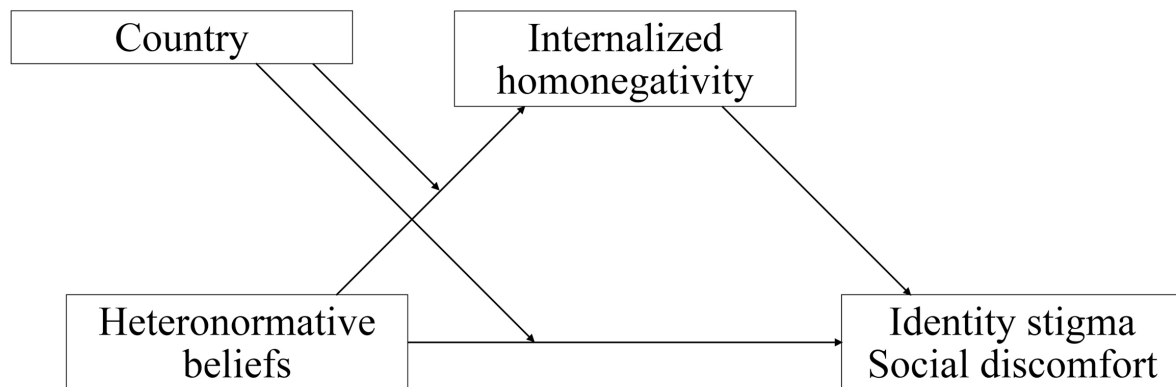 Country
Internalized
homonegativity
Heteronormative
beliefs
Identity stigma
Social discomfort